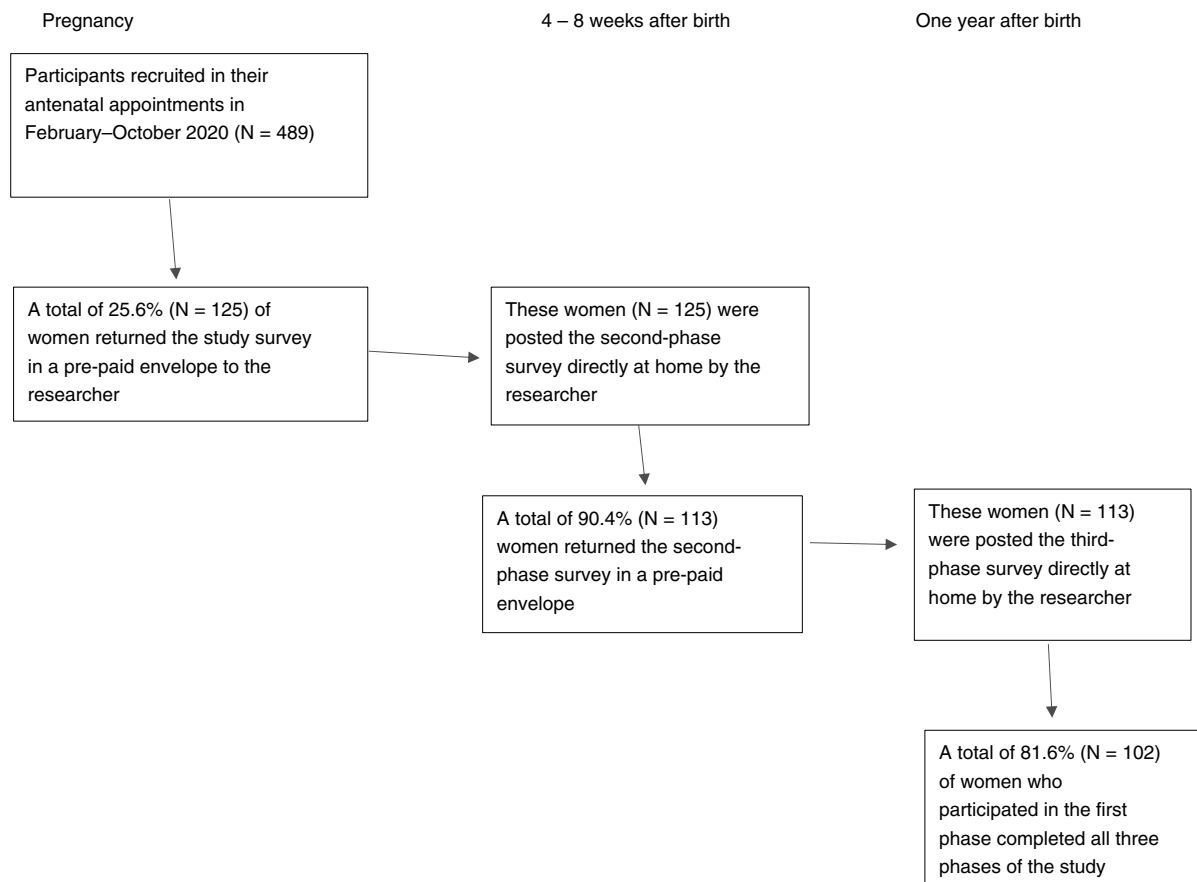 Pregnancy
4 – 8 weeks after birth
One year after birth
Participants recruited in their
antenatal appointments in
February–October 2020 (N = 489)
A total of 25.6% (N = 125) of
women returned the study survey
in a pre-paid envelope to the
researcher
These women (N = 125) were
posted the second-phase
survey directly at home by the
researcher
A total of 90.4% (N = 113)
women returned the second-
phase survey in a pre-paid
envelope
These women (N = 113)
were posted the third-
phase survey directly at
home by the researcher
A total of 81.6% (N = 102)
of women who
participated in the first
phase completed all three
phases of the study